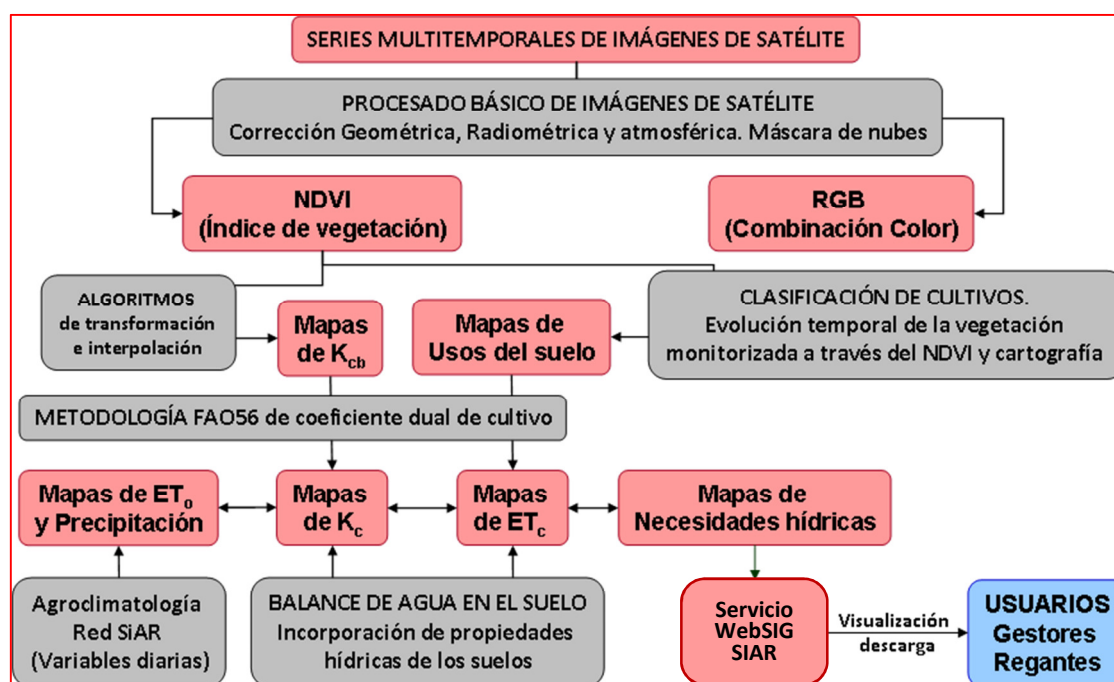 SERIES MULTITEMPORALES DE IMÁGENES DE SATÉLITE
PROCESADO BÁSICO DE IMÁGENES DE SATÉLITE
Corrección Geométrica, Radiométrica y atmosférica. Máscara de nubes
NDVI
(Índice de vegetación)
RGB
(Combinación Color)
ALGORITMOS
de transformación
e interpolación
Mapas
de Kcb
Mapas de
Usos del suelo
CLASIFICACIÓN DE CULTIVOS.
Evolución temporal de la vegetación
monitorizada a través del NDVI y cartografía
METODOLOGÍA FAO56 de coeficiente dual de cultivo
Mapas de ETo
y Precipitación
Mapas
de Kc
Mapas
de ETc
Mapas de
Necesidades hídricas
Agroclimatología
Red SiAR
(Variables diarias)
BALANCE DE AGUA EN EL SUELO
Incorporación de propiedades
hídricas de los suelos
Servicio
WebSIG
SIAR
Visualización
descarga
USUARIOS
Gestores
Regantes